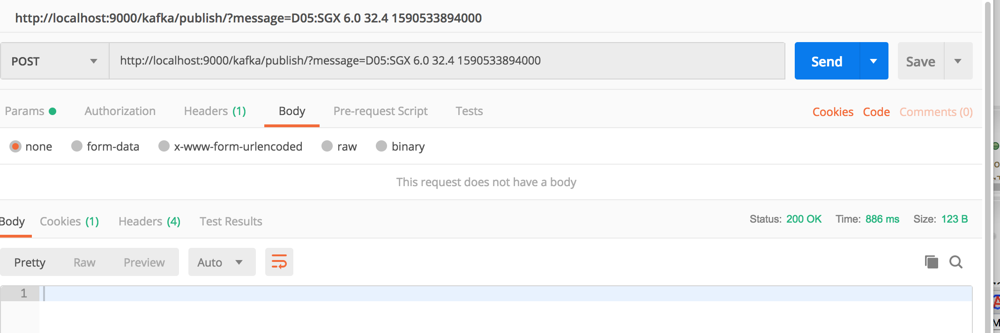 http://localhost:9000/kafka/publish/?message=D05:SGX 6.0 32.4 1590533894000
POST http://localhost:9000/kafka/publish/?message=D05:SGX 6.0 32.4 1590533894000 Send Save
Params Authorization Headers (1) Body Pre-request Script Tests Cookies Code Comments (0)
none form-data x-www-form-urlencoded raw binary
This request does not have a body
Body Cookies (1) Headers (4) Test Results Status: 200 OK Time: 886 ms Size: 123 B
Pretty Raw Preview Auto
1